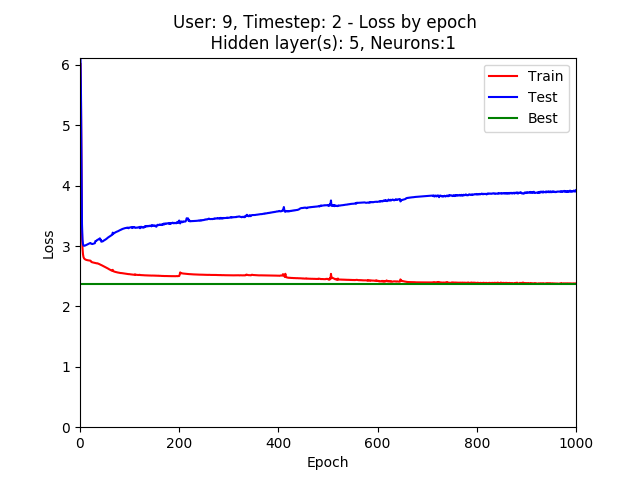 User: 9, Timestep: 2 - Loss by epoch
Hidden layer(s): 5, Neurons:1
Train
Test
Best
Loss
6
5
4
3
2
1
0
0 200 400 600 800 1000
Epoch